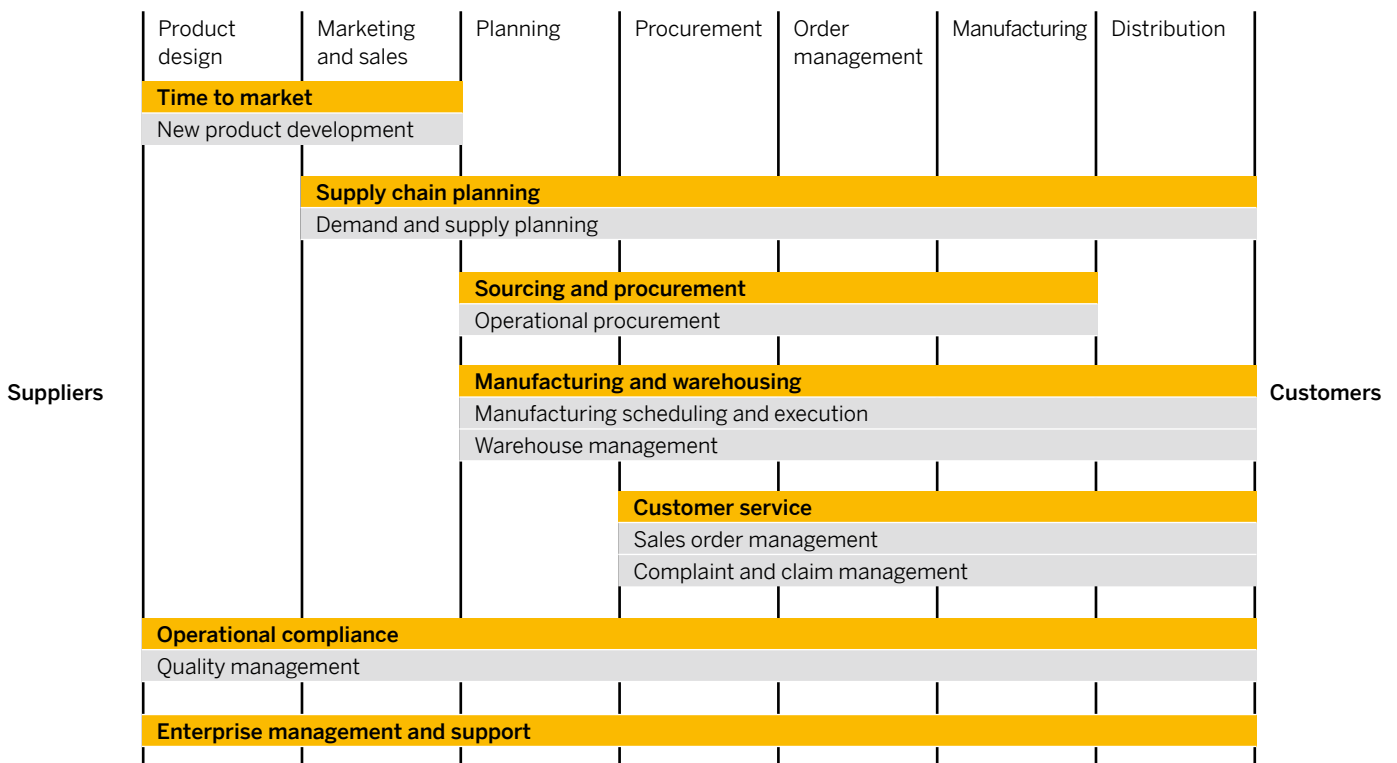 Product design
Marketing and sales
Planning
Procurement
Order management
Manufacturing
Distribution
Time to market
New product development
Supply chain planning
Demand and supply planning
Sourcing and procurement
Operational procurement
Suppliers
Manufacturing and warehousing
Customers
Manufacturing scheduling and execution
Warehouse management
Customer service
Sales order management
Complaint and claim management
Operational compliance
Quality management
Enterprise management and support